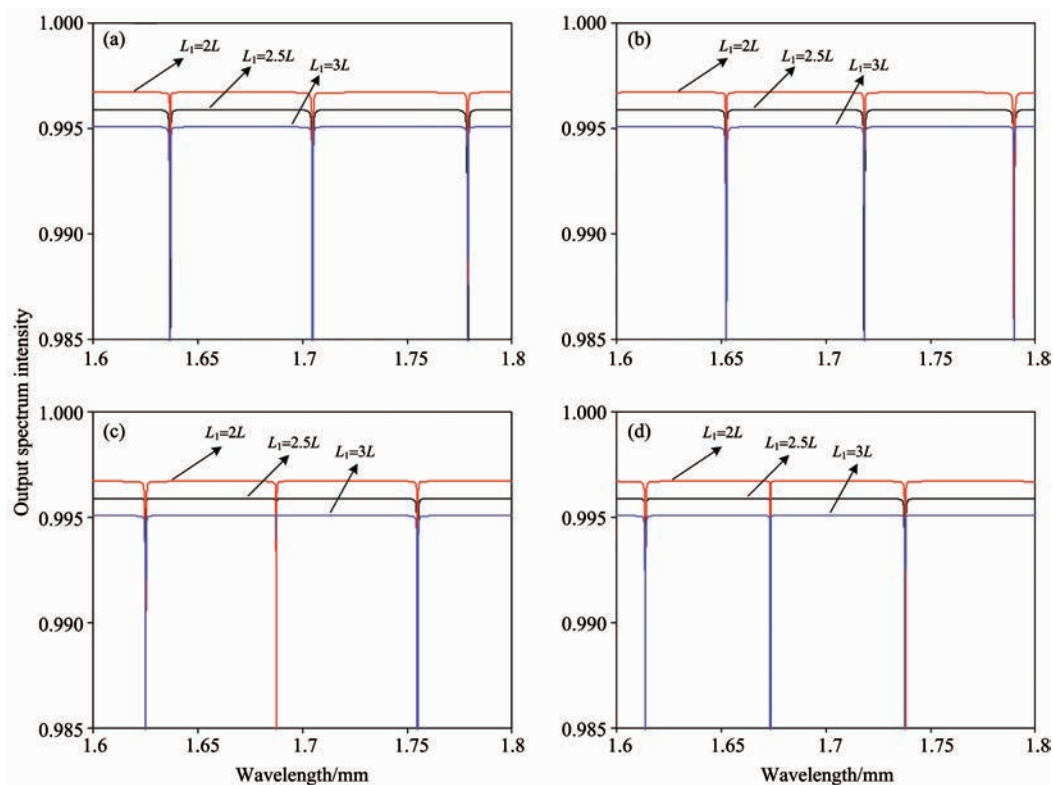 1.000
(a)
L₁=2L
L₁=2.5L
L₁=3L
0.995
0.990
0.985
1.6
1.65
1.7
1.75
1.8
1.000
(b)
L₁=2L
L₁=2.5L
L₁=3L
0.995
0.990
0.985
1.6
1.65
1.7
1.75
1.8
Output spectrum intensity
1.000
(c)
L₁=2L
L₁=2.5L
L₁=3L
0.995
0.990
0.985
1.6
1.65
1.7
1.75
1.8
Wavelength/mm
1.000
(d)
L₁=2L
L₁=2.5L
L₁=3L
0.995
0.990
0.985
1.6
1.65
1.7
1.75
1.8
Wavelength/mm